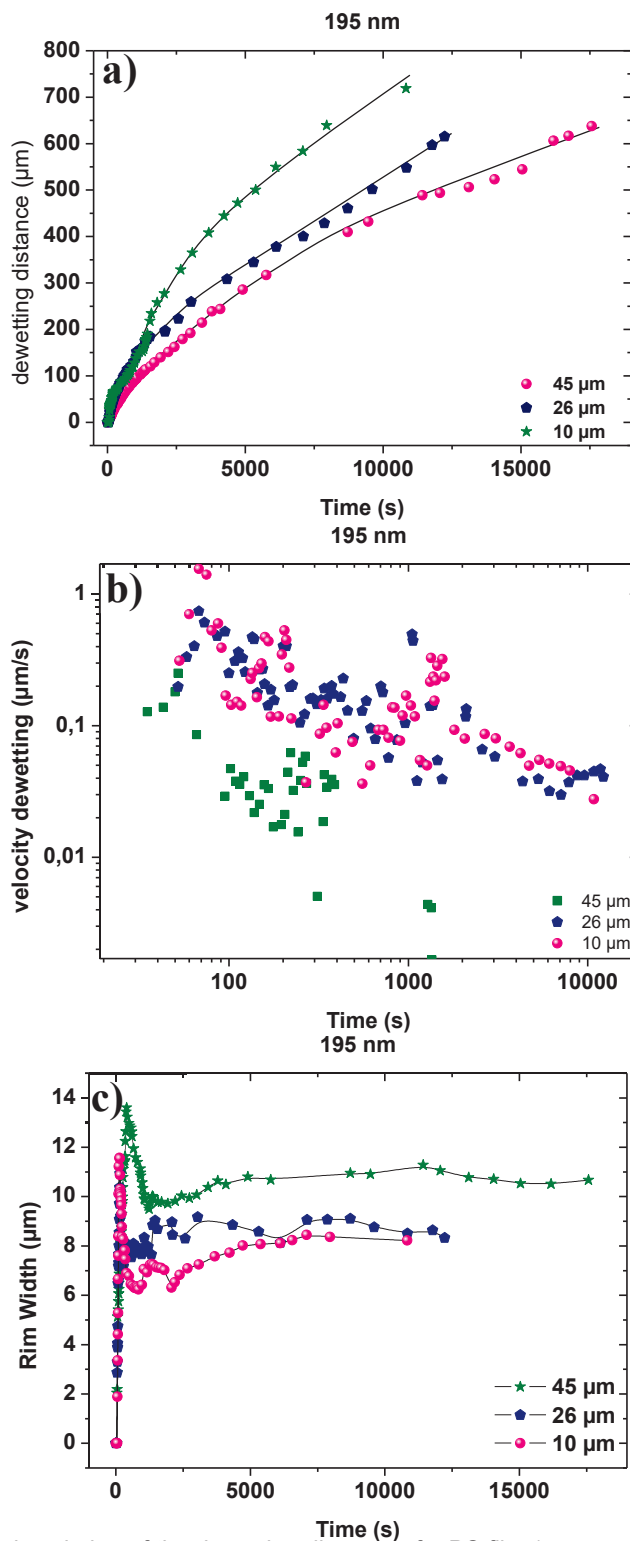 195 nm
a)
800
700
600
500
400
300
200
100
0
dewetting distance (µm)
45 µm
26 µm
10 µm
0 5000 10000 15000
Time (s)
195 nm
b)
1
0,1
0,01
velocity dewetting (µm/s)
45 µm
26 µm
10 µm
100 1000 10000
Time (s)
195 nm
c)
14
12
10
8
6
4
2
0
Rim Width (µm)
45 µm
26 µm
10 µm
0 5000 10000 15000
Time (s)